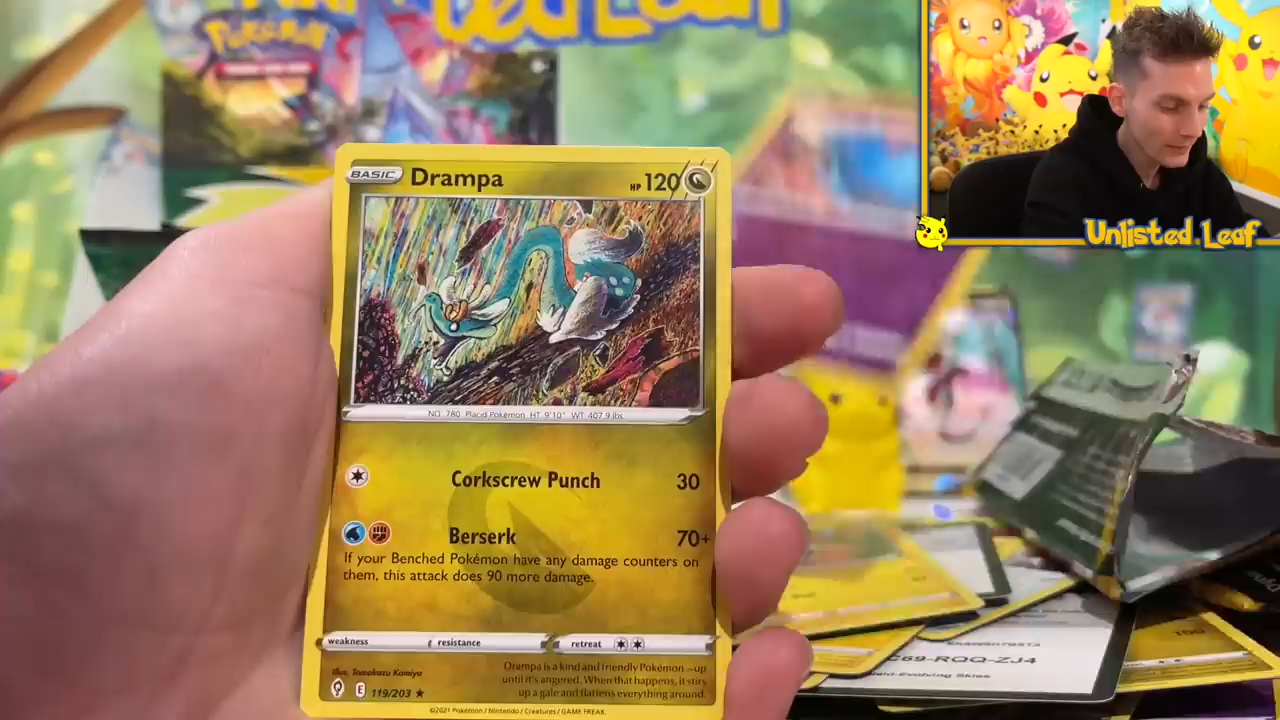 Pokémon
ted Leaf
Unlisted Leaf
BASIC Drampa HP 120
NO. 780 Placid Pokémon HT 9'10" WT 407.9 lbs
Corkscrew Punch 30
Berserk 70+
If your Benched Pokémon have any damage counters on
them, this attack does 90 more damage.
weakness resistance retreat
Illus. Tomokazu Komiya
Drampa is a kind and friendly Pokémon—up
until it's angered. When that happens, it stirs
up a gale and flattens everything around.
E 119/203 ★
©2021 Pokémon / Nintendo / Creatures / GAME FREAK
C69-RQQ-ZJ4
ield-Evolving Skies